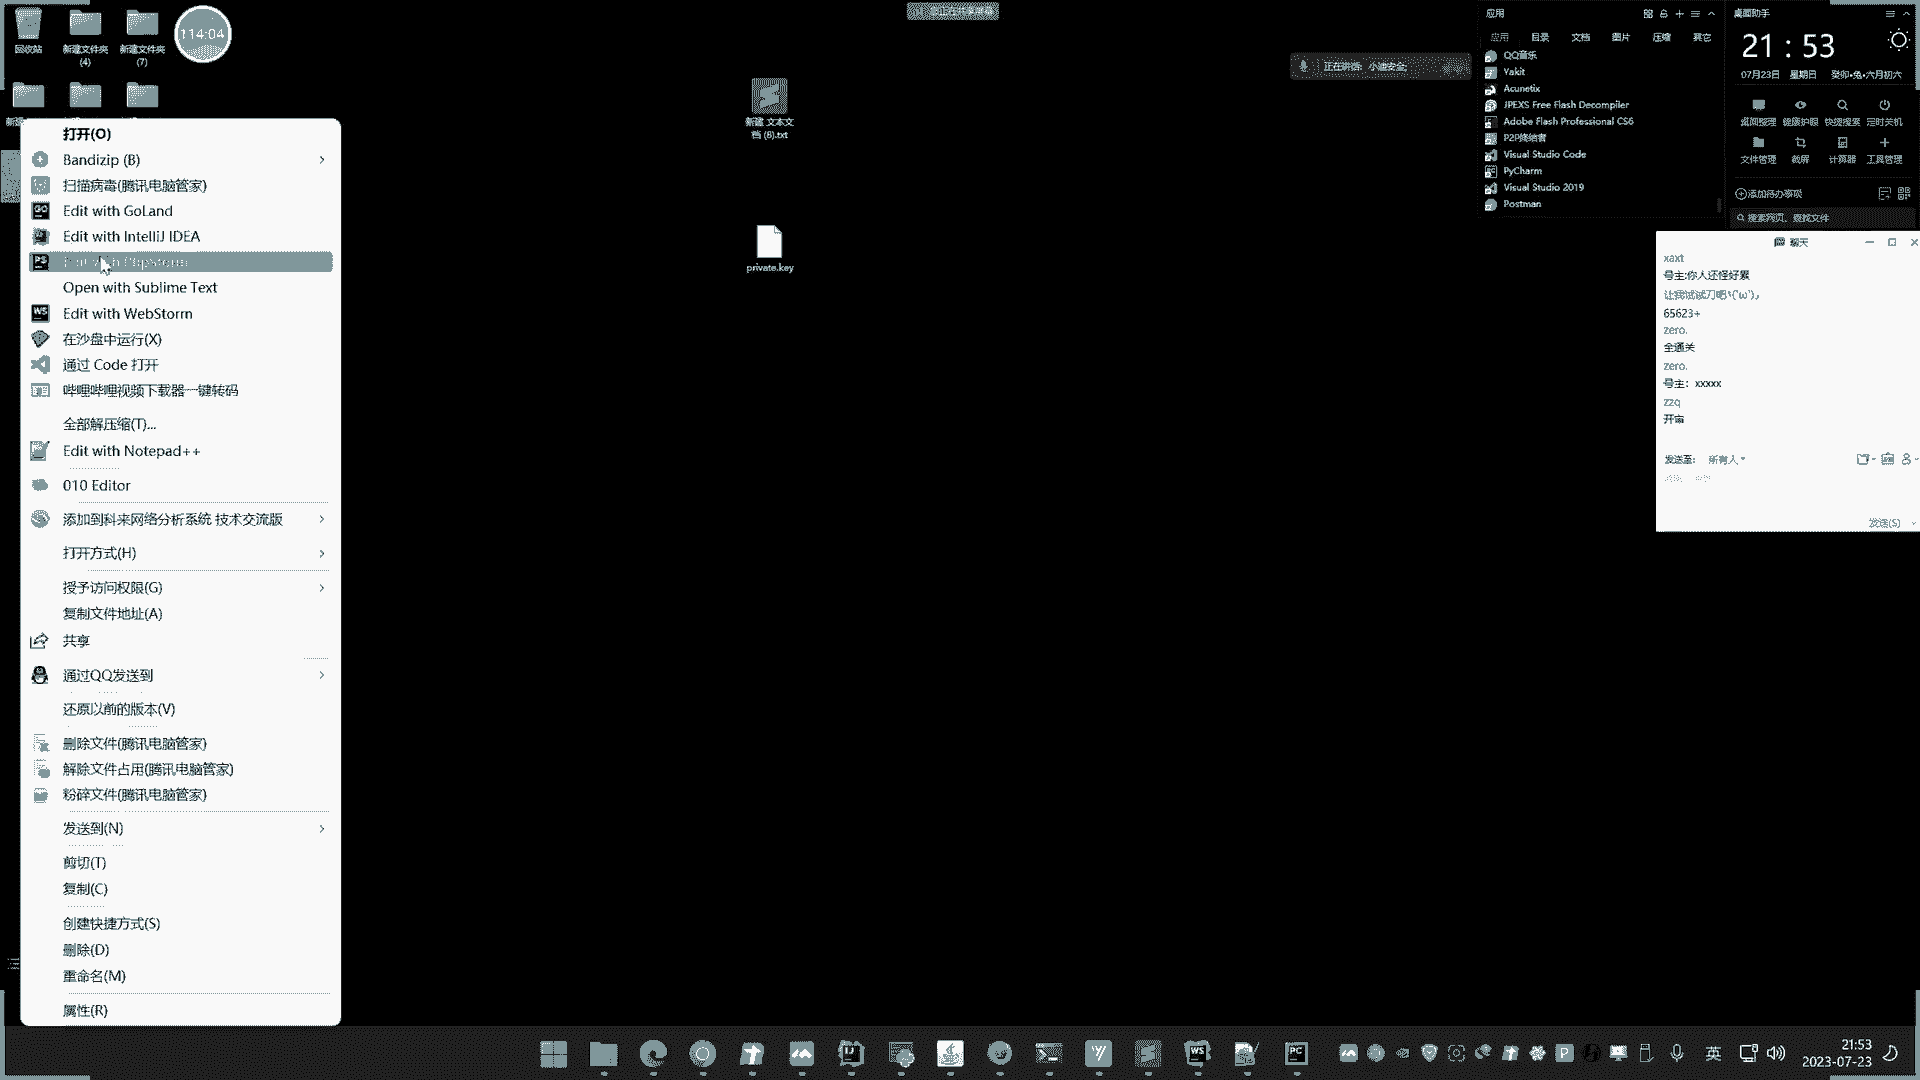 回收站
新建文件夹
(4)
新建文件夹
(7)
114:04
打开(O)
Bandizip (B)
扫描病毒(腾讯电脑管家)
Edit with GoLand
Edit with IntelliJ IDEA
Open with Sublime Text
Edit with WebStorm
在沙盘中运行(X)
通过 Code 打开
哔哩哔哩视频下载器一键转码
全部解压缩(T)...
Edit with Notepad++
010 Editor
添加到科来网络分析系统 技术交流版
打开方式(H)
授予访问权限(G)
复制文件地址(A)
共享
通过QQ发送到
还原以前的版本(V)
删除文件(腾讯电脑管家)
解除文件占用(腾讯电脑管家)
粉碎文件(腾讯电脑管家)
发送到(N)
剪切(T)
复制(C)
创建快捷方式(S)
删除(D)
重命名(M)
属性(R)
新建 文本文
档 (8).txt
private.key
正在讲话: 小迪安全;
应用
应用 目录 文档 图片 压缩 其它
QQ音乐
Yakit
Acunetix
JPEXS Free Flash Decompiler
Adobe Flash Professional CS6
P2P终结者
Visual Studio Code
PyCharm
Visual Studio 2019
Postman
桌面助手
21 : 53
07月23日 星期日 癸卯•兔•六月初六
桌面整理 健康护眼 快捷搜索 定时关机
文件管理 截屏 计算器 工具管理
添加待办事项
搜索网页、查找文件
聊天
xaxt
号主:你人还怪好累
65623+
zero.
全通关
zero.
号主：xxxxx
zzq
开审
发送至: 所有人
发送(S)
英
21:53
2023-07-23